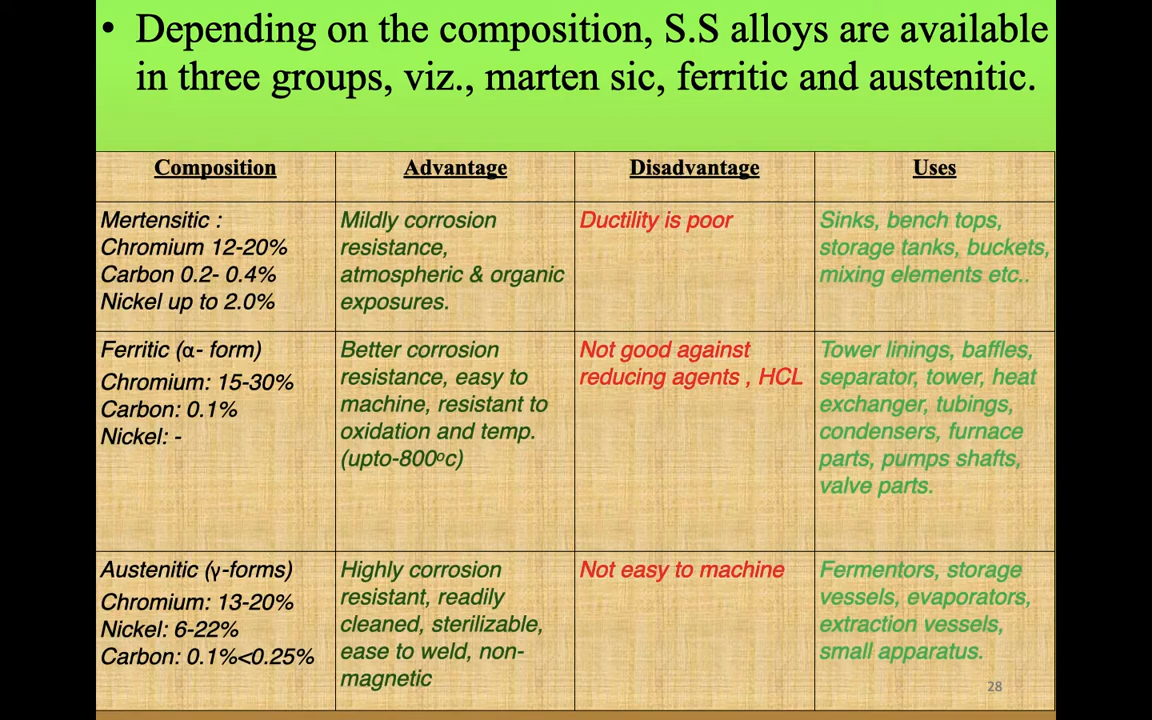 • Depending on the composition, S.S alloys are available
in three groups, viz., marten sic, ferritic and austenitic.
Composition
Advantage
Disadvantage
Uses
Mertensitic :
Chromium 12-20%
Carbon 0.2- 0.4%
Nickel up to 2.0%
Mildly corrosion
resistance,
atmospheric & organic
exposures.
Ductility is poor
Sinks, bench tops,
storage tanks, buckets,
mixing elements etc..
Ferritic (α- form)
Chromium: 15-30%
Carbon: 0.1%
Nickel: -
Better corrosion
resistance, easy to
machine, resistant to
oxidation and temp.
(upto-800ºc)
Not good against
reducing agents , HCL
Tower linings, baffles,
separator, tower, heat
exchanger, tubings,
condensers, furnace
parts, pumps shafts,
valve parts.
Austenitic (γ-forms)
Chromium: 13-20%
Nickel: 6-22%
Carbon: 0.1%<0.25%
Highly corrosion
resistant, readily
cleaned, sterilizable,
ease to weld, non-
magnetic
Not easy to machine
Fermentors, storage
vessels, evaporators,
extraction vessels,
small apparatus.
28